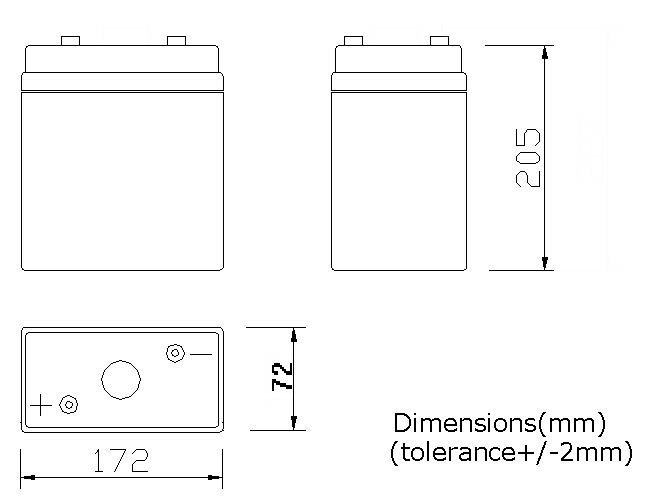 205
72
+ —
172
Dimensions(mm)
(tolerance+/-2mm)